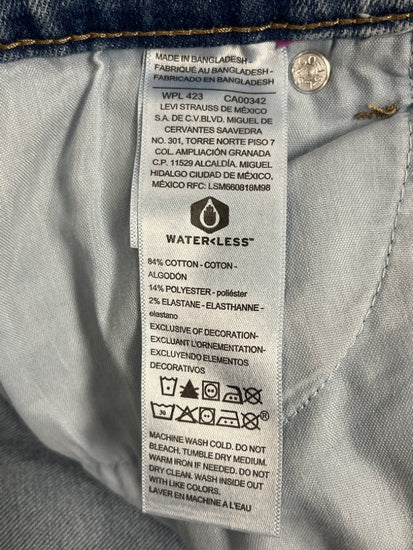 MADE IN BANGLADESH -
FABRIQUÉ AU BANGLADESH -
FABRICADO EN BANGLADESH
WPL 423 CA00342
LEVI STRAUSS DE MÉXICO
S.A. DE C.V.BLVD. MIGUEL DE
CERVANTES SAAVEDRA
NO. 301, TORRE NORTE PISO 7
COL. AMPLIACIÓN GRANADA
C.P. 11529 ALCALDÍA. MIGUEL
HIDALGO CIUDAD DE MÉXICO,
MÉXICO RFC: LSM660818M98
WATER<LESS™
84% COTTON - COTON -
ALGODÓN
14% POLYESTER - poliéster
2% ELASTANE - ELASTHANNE -
elastano
EXCLUSIVE OF DECORATION-
EXCLUANT L'ORNEMENTATION-
EXCLUYENDO ELEMENTOS
DECORATIVOS
30 ®
MACHINE WASH COLD. DO NOT
BLEACH. TUMBLE DRY MEDIUM.
WARM IRON IF NEEDED. DO NOT
DRY CLEAN. WASH INSIDE OUT
WITH LIKE COLORS.
LAVER EN MACHINE A L'EAU